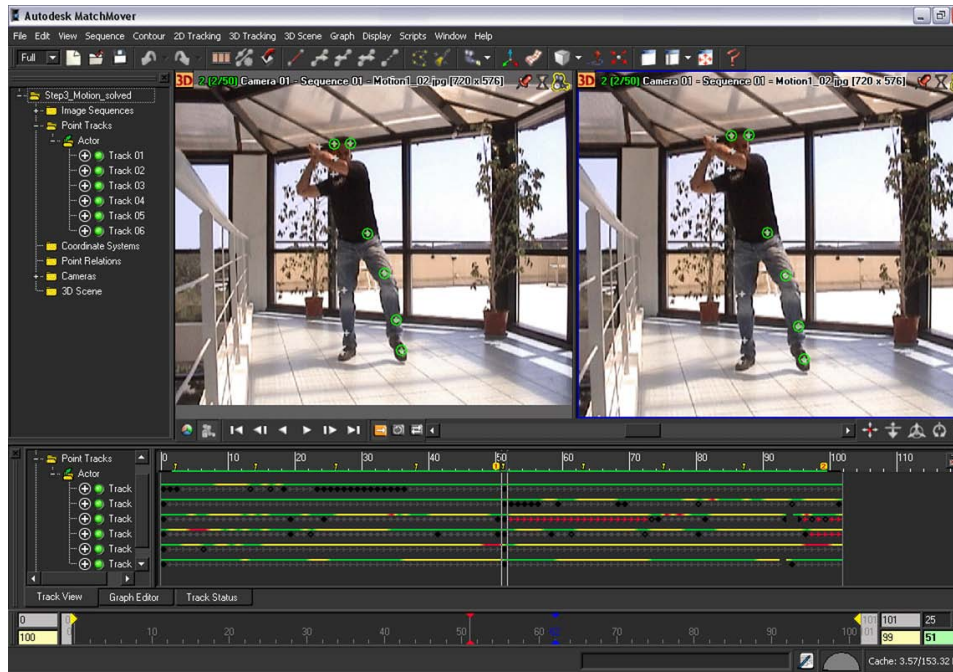 Autodesk MatchMover
File Edit View Sequence Contour 2D Tracking 3D Tracking 3D Scene Graph Display Scripts Window Help
Full
Step3_Motion_solved
Image Sequences
Point Tracks
Actor
Track 01
Track 02
Track 03
Track 04
Track 05
Track 06
Coordinate Systems
Point Relations
Cameras
3D Scene
3D 2 [2/50] Camera 01 - Sequence 01 - Motion1_02.jpg [720 x 576]
3D 2 [2/50] Camera 01 - Sequence 01 - Motion1_02.jpg [720 x 576]
Point Tracks
Actor
Track
Track
Track
Track
Track
Track
0 10 20 30 40 50 60 70 80 90 100 110
Track View Graph Editor Track Status
0
100
0 10 20 30 40 50 60 70 80 90 100 101
101 25
99 51
Cache: 3.57/153.32